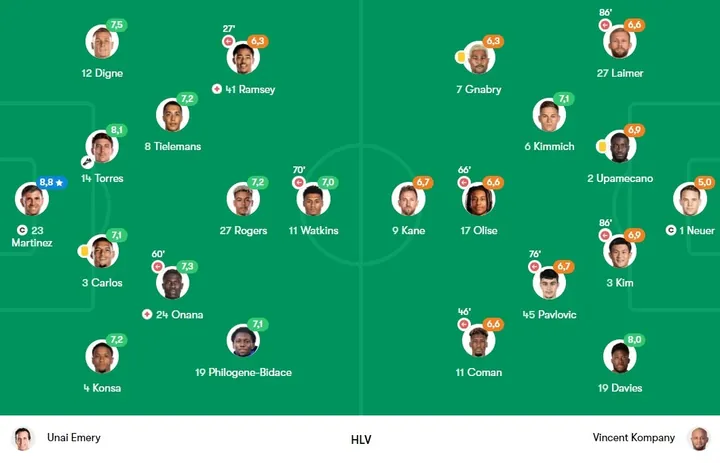 7,5
12 Digne
27'
6,3
41 Ramsey
7,2
8 Tielemans
8,1
14 Torres
8,8
C 23
Martinez
7,2
27 Rogers
70'
7,0
11 Watkins
7,1
3 Carlos
60'
7,3
24 Onana
7,2
4 Konsa
7,1
19 Philogene-Bidace
6,3
7 Gnabry
86'
6,6
27 Laimer
7,1
6 Kimmich
6,9
2 Upamecano
6,7
9 Kane
66'
6,6
17 Olise
5,0
C 1 Neuer
86'
6,9
3 Kim
76'
6,7
45 Pavlovic
46'
6,6
11 Coman
8,0
19 Davies
Unai Emery
HLV
Vincent Kompany